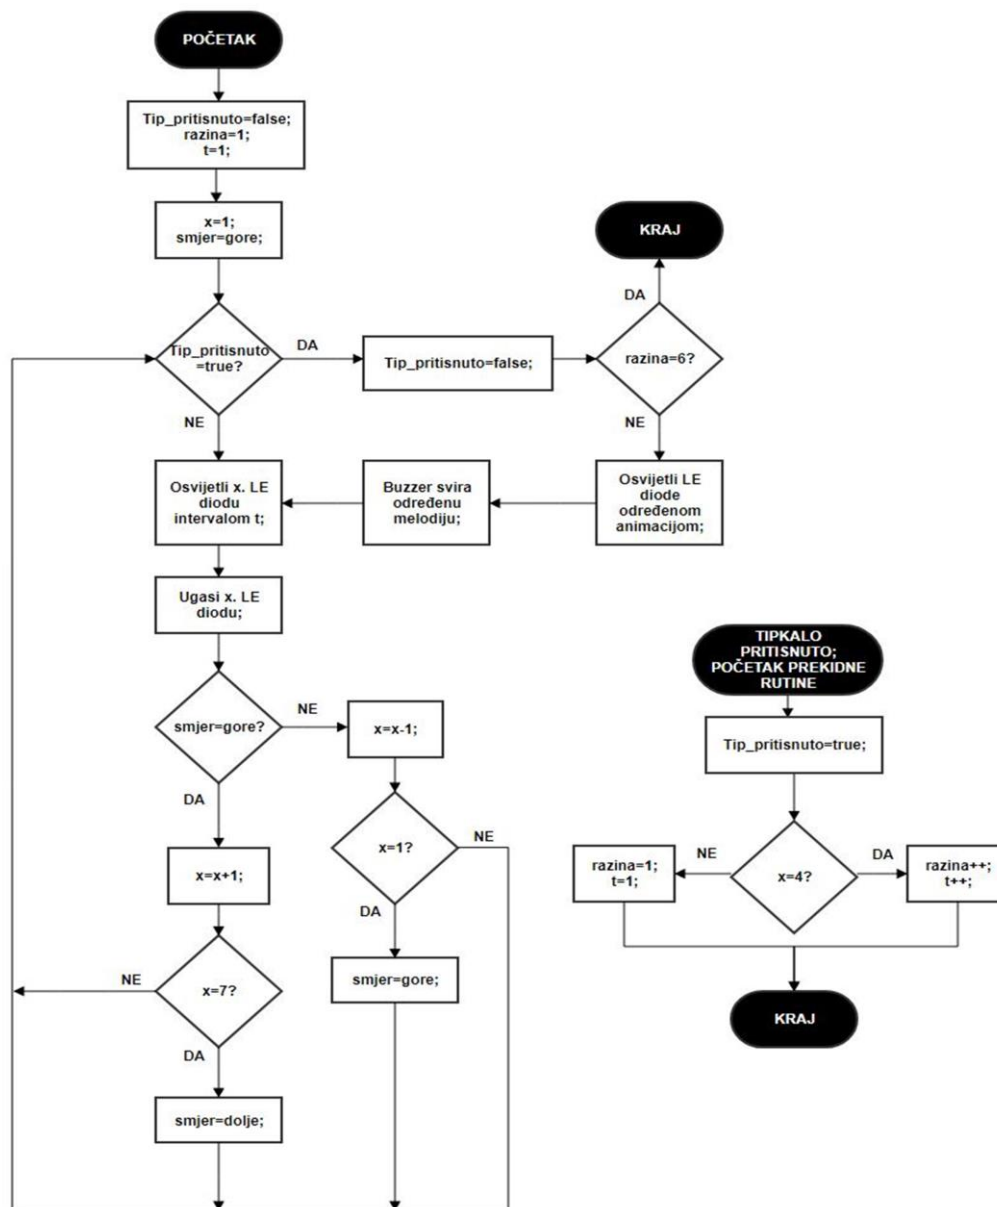 POČETAK
Tip_pritisnuto=false;
razina=1;
t=1;
x=1;
smjer=gore;
KRAJ
DA
Tip_pritisnuto
=true?
DA
Tip_pritisnuto=false;
razina=6?
NE
NE
Osvijetli x. LE
diodu
intervalom t;
Buzzer svira
određenu
melodiju;
Osvijetli LE
diode
određenom
animacijom;
Ugasi x. LE
diodu;
smjer=gore?
NE
x=x-1;
DA
x=1?
NE
x=x+1;
DA
smjer=gore;
x=7?
NE
DA
smjer=dolje;
TIPKALO
PRITISNUTO;
POČETAK PREKIDNE
RUTINE
Tip_pritisnuto=true;
x=4?
NE
DA
razina=1;
t=1;
razina++;
t++;
KRAJ